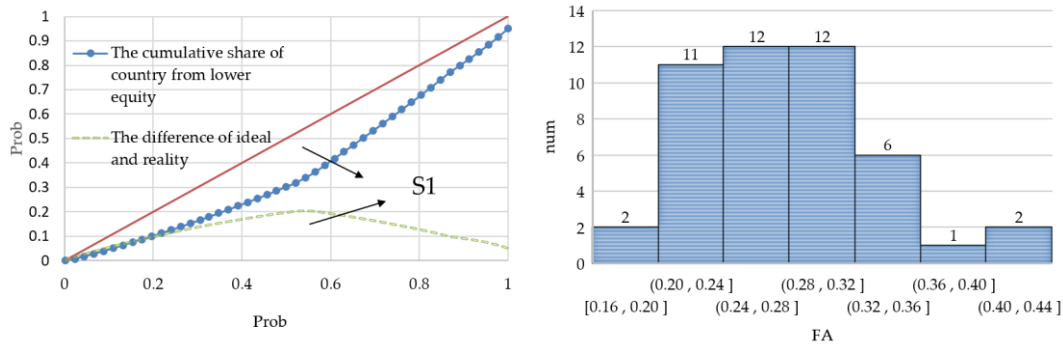 1
0.9
0.8
0.7
0.6
0.5
0.4
0.3
0.2
0.1
0
Prob
The cumulative share of
country from lower
equity
The difference of ideal
and reality
S1
0 0.2 0.4 0.6 0.8 1
Prob
14
12
10
8
6
4
2
0
num
2
11
12
12
6
1
2
(0.20 , 0.24 ] (0.28 , 0.32 ] (0.36 , 0.40 ]
[0.16 , 0.20 ] (0.24 , 0.28 ] (0.32 , 0.36 ] (0.40 , 0.44 ]
FA